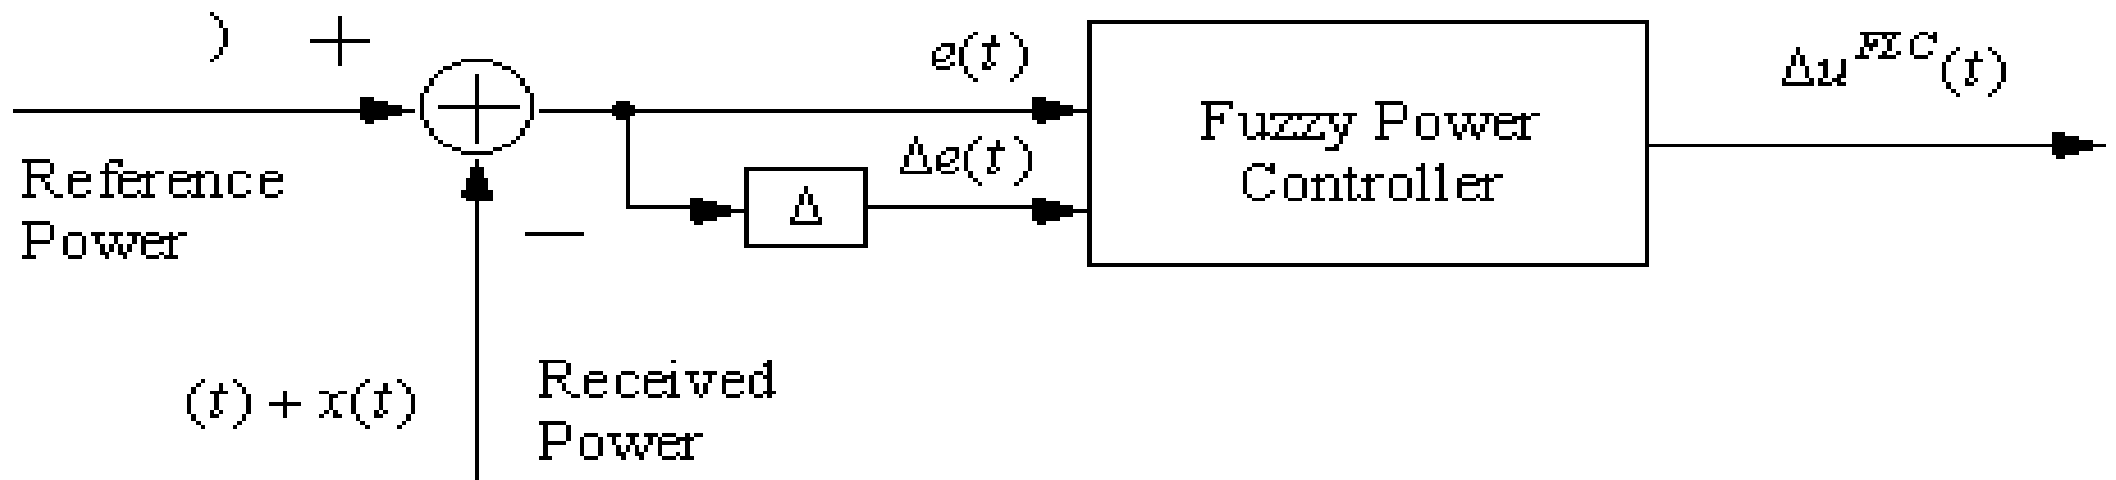 ) +
e(t)
Δu^FLC(t)
Fuzzy Power
Controller
Δe(t)
Δ
Reference
Power
−
(t) + x(t)
Received
Power